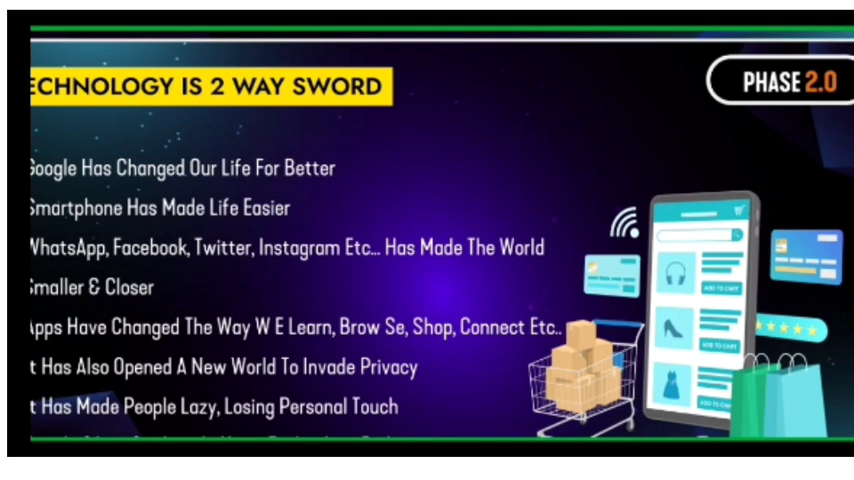 ECHNOLOGY IS 2 WAY SWORD
PHASE 2.0
Google Has Changed Our Life For Better
Smartphone Has Made Life Easier
WhatsApp, Facebook, Twitter, Instagram Etc... Has Made The World
Smaller & Closer
Apps Have Changed The Way W E Learn, Brow Se, Shop, Connect Etc..
t Has Also Opened A New World To Invade Privacy
t Has Made People Lazy, Losing Personal Touch
ADD TO CART
ADD TO CART